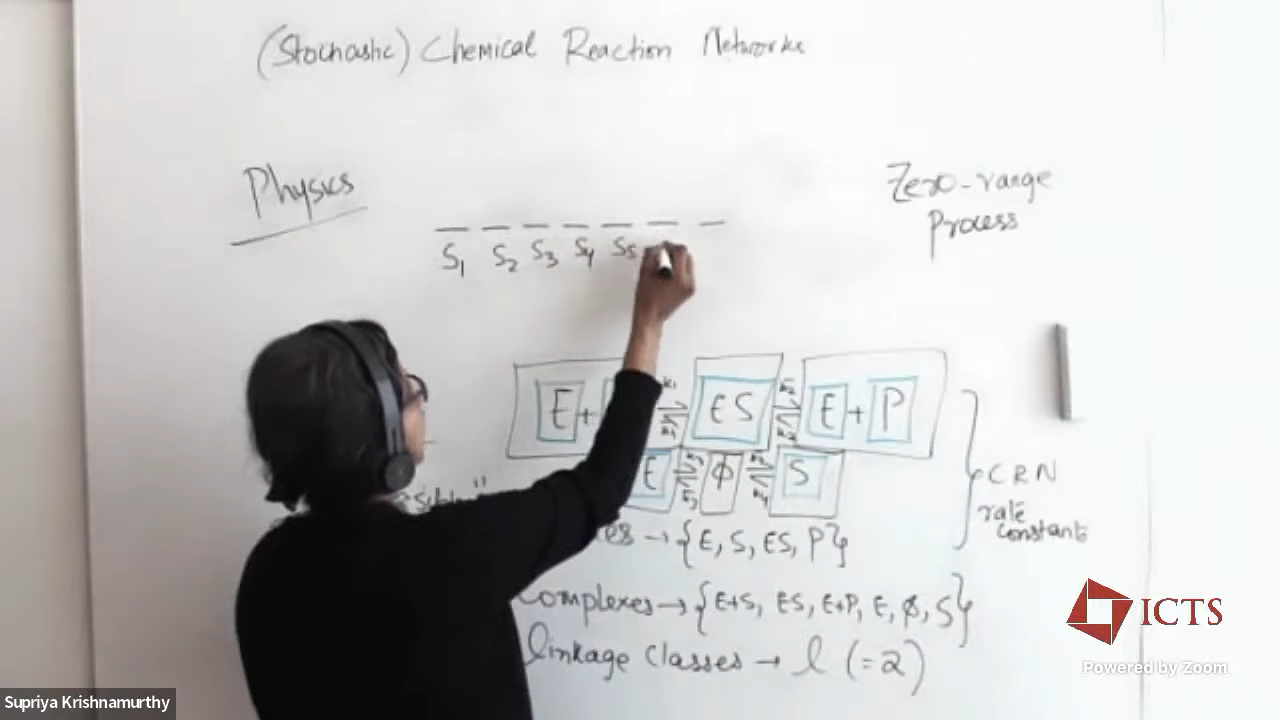 (Stochastic) Chemical Reaction Networks
Physics
Zero-range
Process
S1 S2 S3 S4 S5
E + ES E + P
E φ S
CRN
rate
constants
→ {E, S, ES, P}
Complexes → {E+S, ES, E+P, E, φ, S}
linkage classes → l (=2)
ICTS
Powered by Zoom
Supriya Krishnamurthy